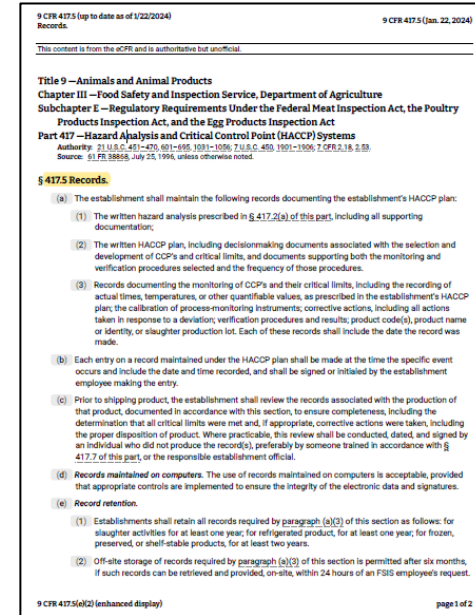 9 CFR 417.5 (up to date as of 1/22/2024)
Records.
9 CFR 417.5 (Jan. 22, 2024)
This content is from the eCFR and is authoritative but unofficial.
Title 9 —Animals and Animal Products
Chapter III —Food Safety and Inspection Service, Department of Agriculture
Subchapter E —Regulatory Requirements Under the Federal Meat Inspection Act, the Poultry
Products Inspection Act, and the Egg Products Inspection Act
Part 417 —Hazard Analysis and Critical Control Point (HACCP) Systems
Authority: 21 U.S.C. 451–470, 601–695, 1031–1056; 7 U.S.C. 450, 1901–1906; 7 CFR 2.18, 2.53.
Source: 61 FR 38868, July 25, 1996, unless otherwise noted.
§ 417.5 Records.
(a) The establishment shall maintain the following records documenting the establishment's HACCP plan:
(1) The written hazard analysis prescribed in § 417.2(a) of this part, including all supporting
documentation;
(2) The written HACCP plan, including decisionmaking documents associated with the selection and
development of CCP's and critical limits, and documents supporting both the monitoring and
verification procedures selected and the frequency of those procedures.
(3) Records documenting the monitoring of CCP's and their critical limits, including the recording of
actual times, temperatures, or other quantifiable values, as prescribed in the establishment's HACCP
plan; the calibration of process-monitoring instruments; corrective actions, including all actions
taken in response to a deviation; verification procedures and results; product code(s), product name
or identity, or slaughter production lot. Each of these records shall include the date the record was
made.
(b) Each entry on a record maintained under the HACCP plan shall be made at the time the specific event
occurs and include the date and time recorded, and shall be signed or initialed by the establishment
employee making the entry.
(c) Prior to shipping product, the establishment shall review the records associated with the production of
that product, documented in accordance with this section, to ensure completeness, including the
determination that all critical limits were met and, if appropriate, corrective actions were taken, including
the proper disposition of product. Where practicable, this review shall be conducted, dated, and signed by
an individual who did not produce the record(s), preferably by someone trained in accordance with §
417.7 of this part, or the responsible establishment official.
(d) Records maintained on computers. The use of records maintained on computers is acceptable, provided
that appropriate controls are implemented to ensure the integrity of the electronic data and signatures.
(e) Record retention.
(1) Establishments shall retain all records required by paragraph (a)(3) of this section as follows: for
slaughter activities for at least one year; for refrigerated product, for at least one year; for frozen,
preserved, or shelf-stable products, for at least two years.
(2) Off-site storage of records required by paragraph (a)(3) of this section is permitted after six months,
if such records can be retrieved and provided, on-site, within 24 hours of an FSIS employee's request.
9 CFR 417.5(e)(2) (enhanced display)
page 1 of 2